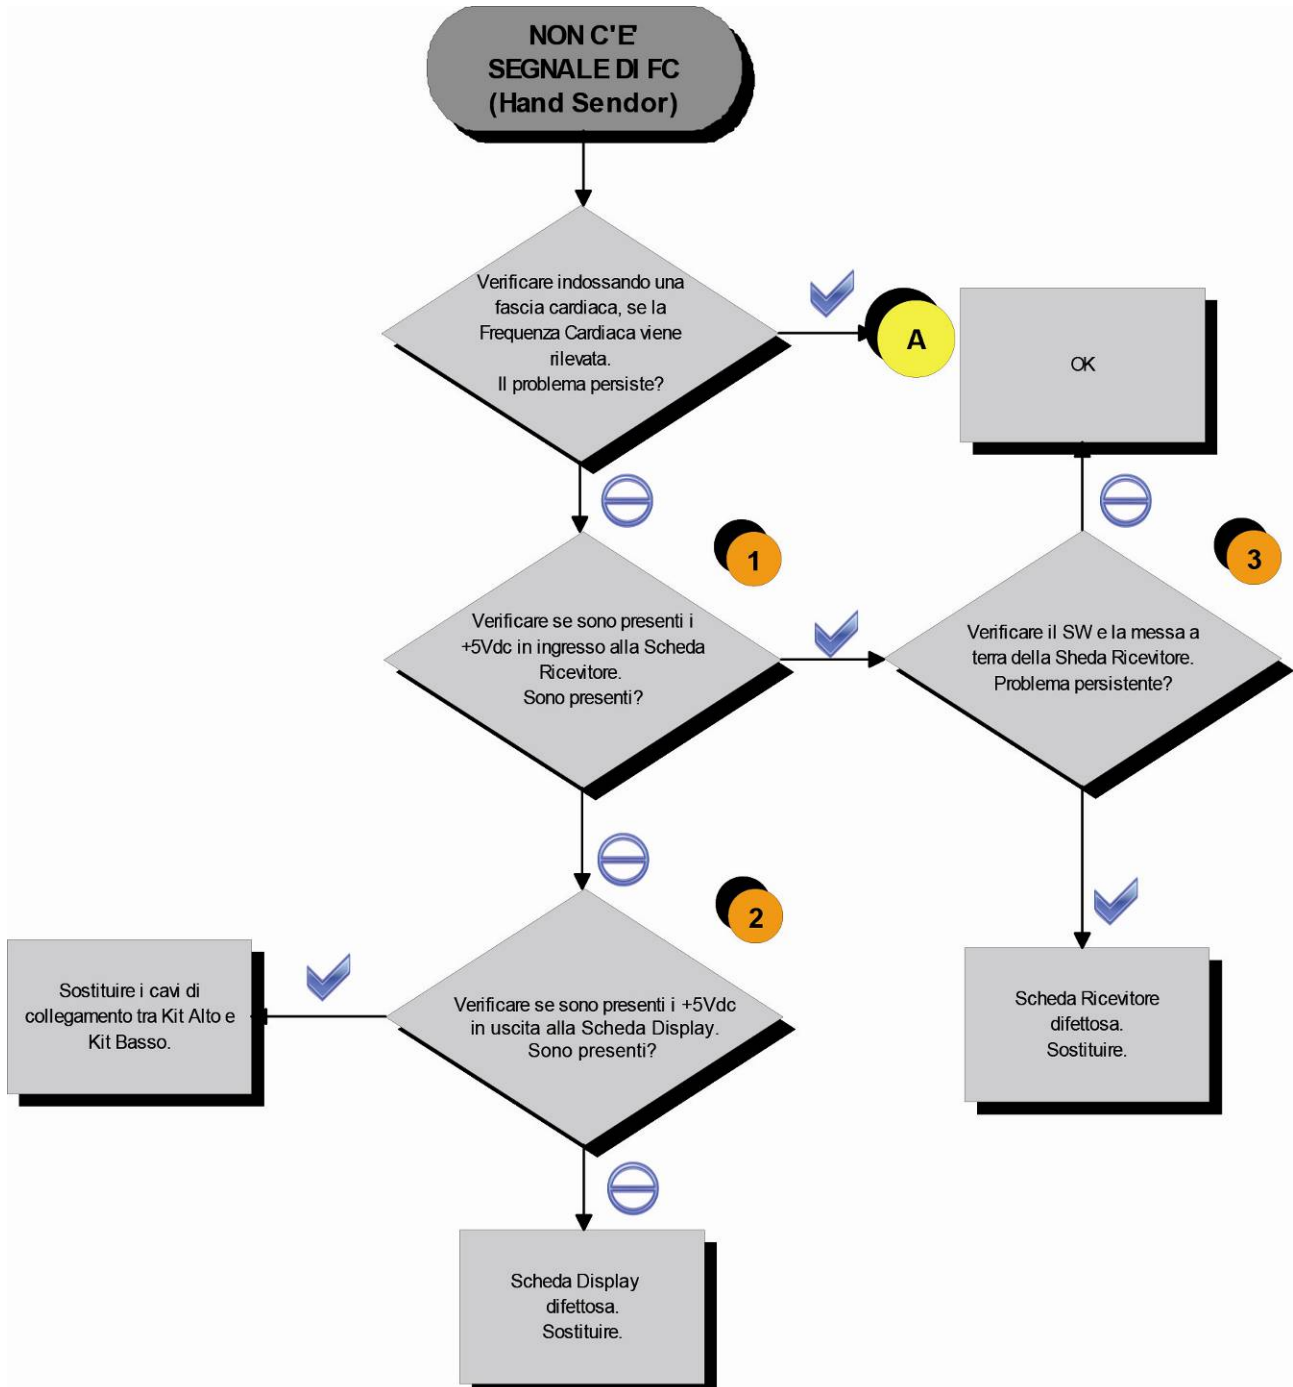 NON C'E'
SEGNALE DI FC
(Hand Sendor)
Verificare indossando una
fascia cardiaca, se la
Frequenza Cardiaca viene
rilevata.
Il problema persiste?
A
OK
1
Verificare se sono presenti i
+5Vdc in ingresso alla Scheda
Ricevitore.
Sono presenti?
3
Verificare il SW e la messa a
terra della Sheda Ricevitore.
Problema persistente?
2
Verificare se sono presenti i +5Vdc
in uscita alla Scheda Display.
Sono presenti?
Sostituire i cavi di
collegamento tra Kit Alto e
Kit Basso.
Scheda Ricevitore
difettosa.
Sostituire.
Scheda Display
difettosa.
Sostituire.